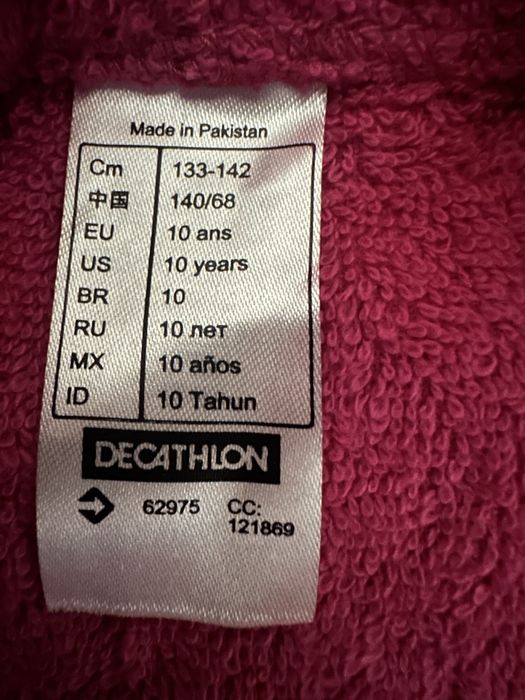 Made in Pakistan
Cm 133-142
中国 140/68
EU 10 ans
US 10 years
BR 10
RU 10 лет
MX 10 años
ID 10 Tahun
DECATHLON
62975 CC:
121869